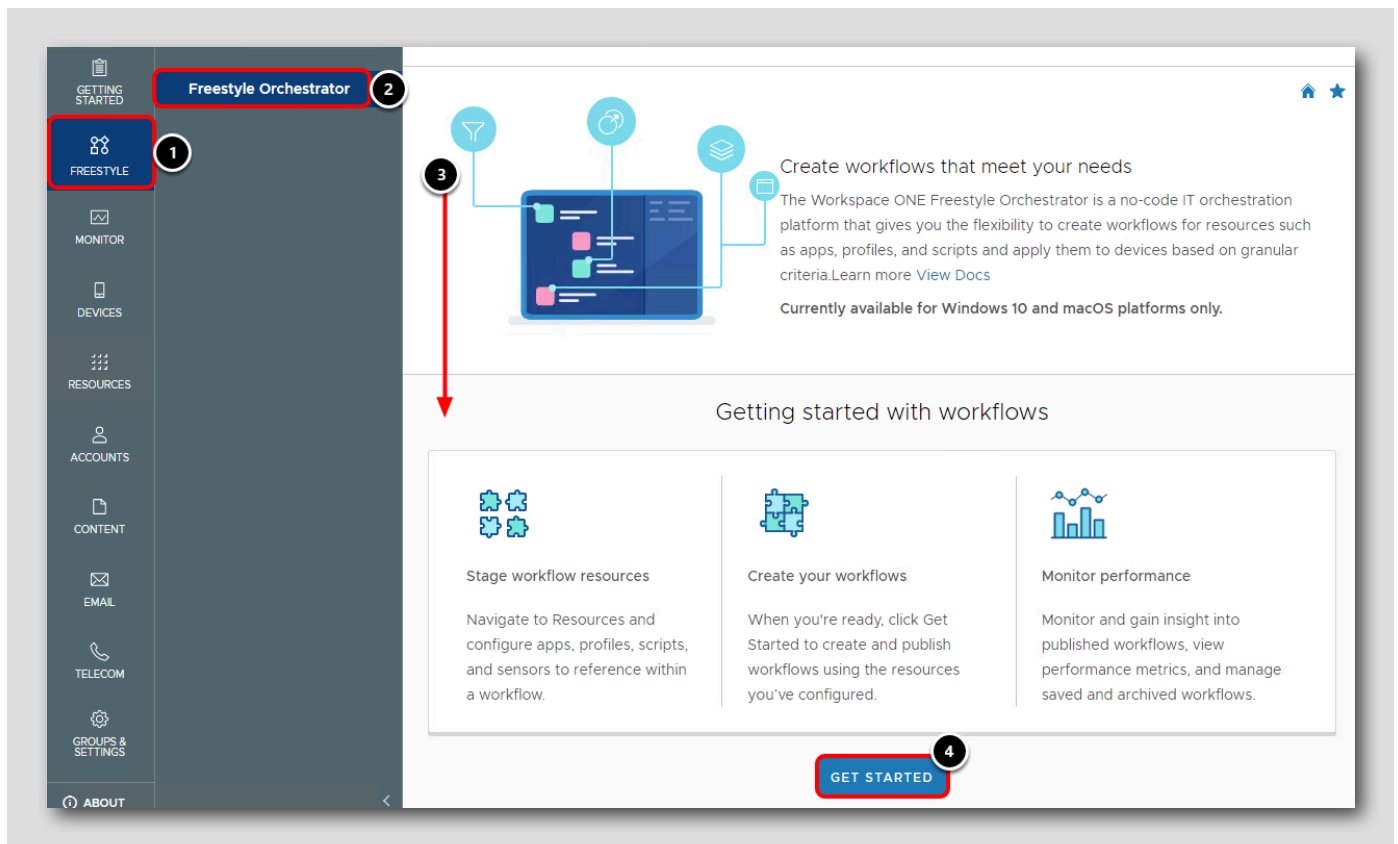 GETTING
STARTED
Freestyle Orchestrator
2
1
FREESTYLE
MONITOR
DEVICES
RESOURCES
ACCOUNTS
CONTENT
EMAIL
TELECOM
GROUPS &
SETTINGS
ABOUT
3
Create workflows that meet your needs
The Workspace ONE Freestyle Orchestrator is a no-code IT orchestration
platform that gives you the flexibility to create workflows for resources such
as apps, profiles, and scripts and apply them to devices based on granular
criteria.Learn more View Docs
Currently available for Windows 10 and macOS platforms only.
Getting started with workflows
Stage workflow resources
Navigate to Resources and
configure apps, profiles, scripts,
and sensors to reference within
a workflow.
Create your workflows
When you're ready, click Get
Started to create and publish
workflows using the resources
you've configured.
Monitor performance
Monitor and gain insight into
published workflows, view
performance metrics, and manage
saved and archived workflows.
4
GET STARTED